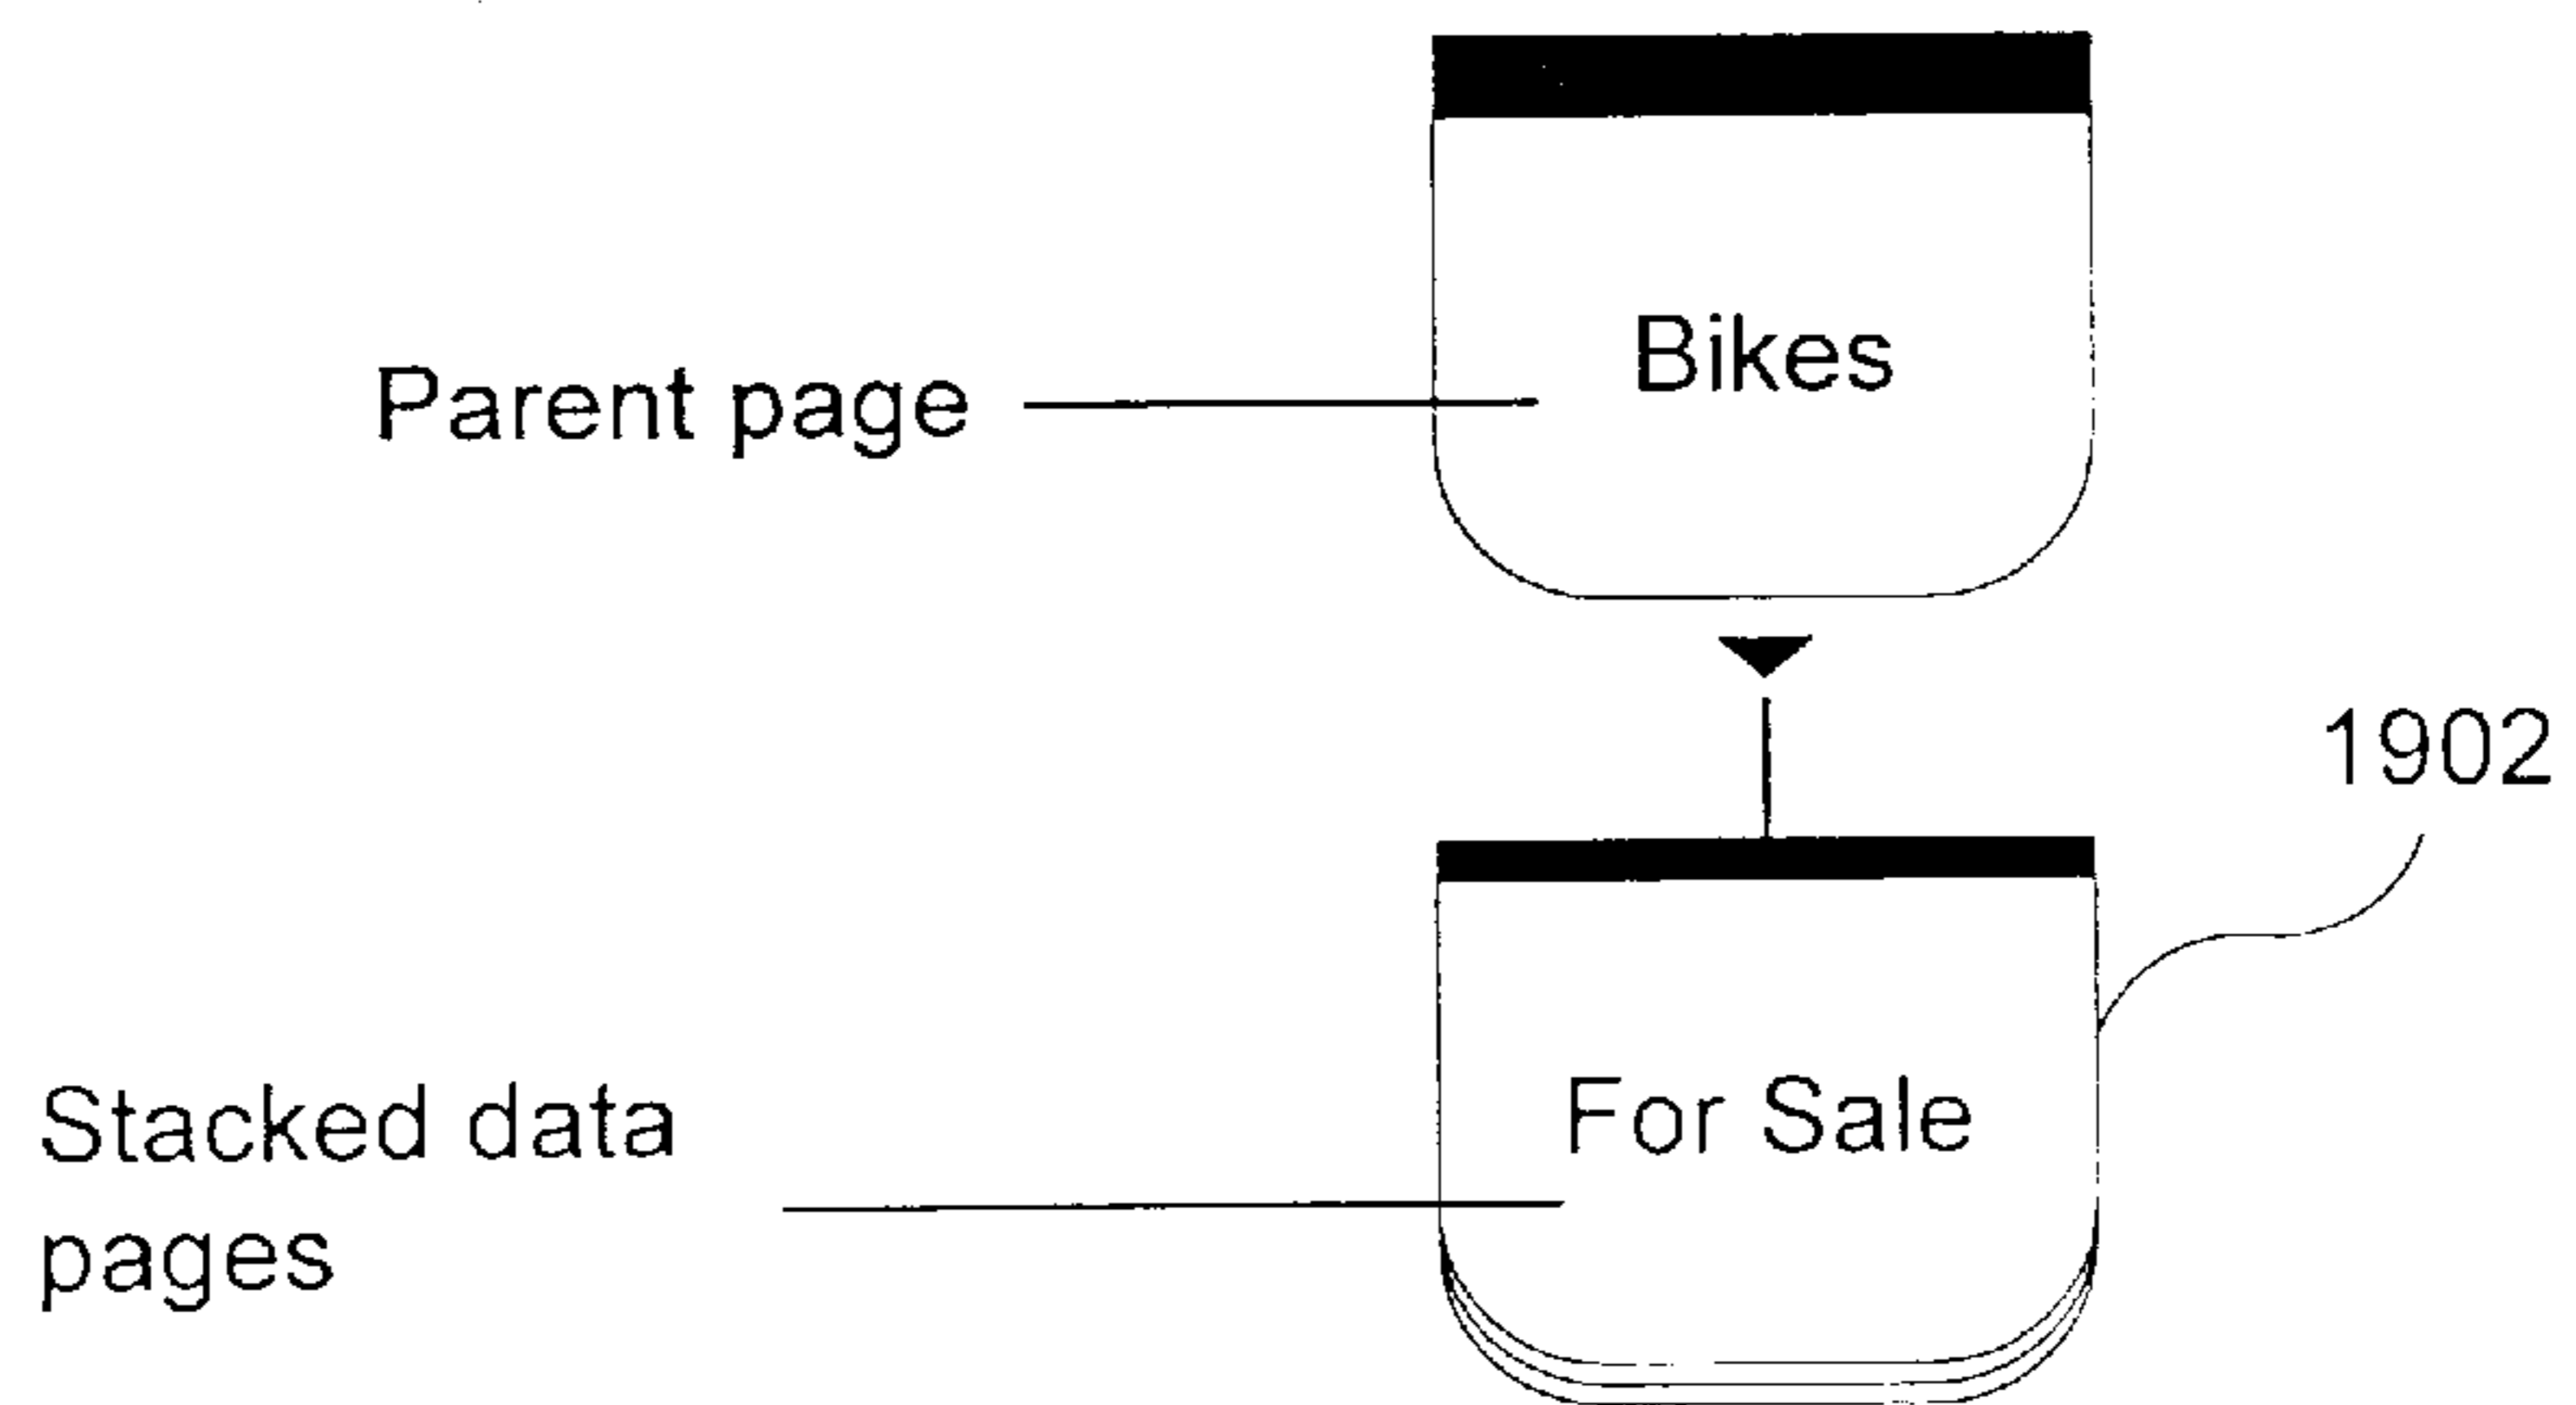 Bikes
Parent page
1902
For Sale
Stacked data
pages